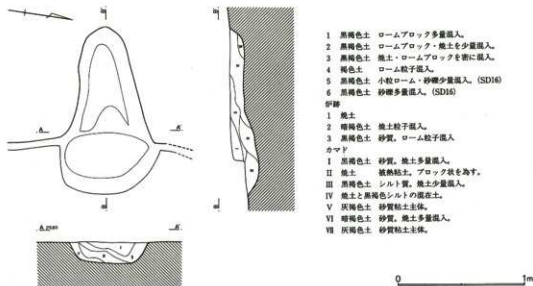 1 黒褐色土 ロームブロック多量混入。
2 黒褐色土 ロームブロック・焼土を少量混入。
3 黒褐色土 焼土・ロームブロックを密に混入。
4 褐色土 ローム粒子混入。
5 黒褐色土 小粒ローム・砂礫少量混入。(SD16)
6 黒褐色土 砂礫多量混入。(SD16)
炉跡
1 焼土
2 暗褐色土 焼土粒子混入。
3 黒褐色土 砂質。ローム粒子混入
カマド
I 黒褐色土 砂質。焼土多量混入。
II 焼土 被熱粘土。ブロック状を為す。
III 黒褐色土 シルト質。焼土少量混入。
IV 焼土と黒褐色シルトの混在土。
V 灰褐色土 砂質粘土主体。
VI 暗褐色土 砂質。焼土多量混入。
VII 灰褐色土 砂質粘土主体。
A A'
A A'
0 1m